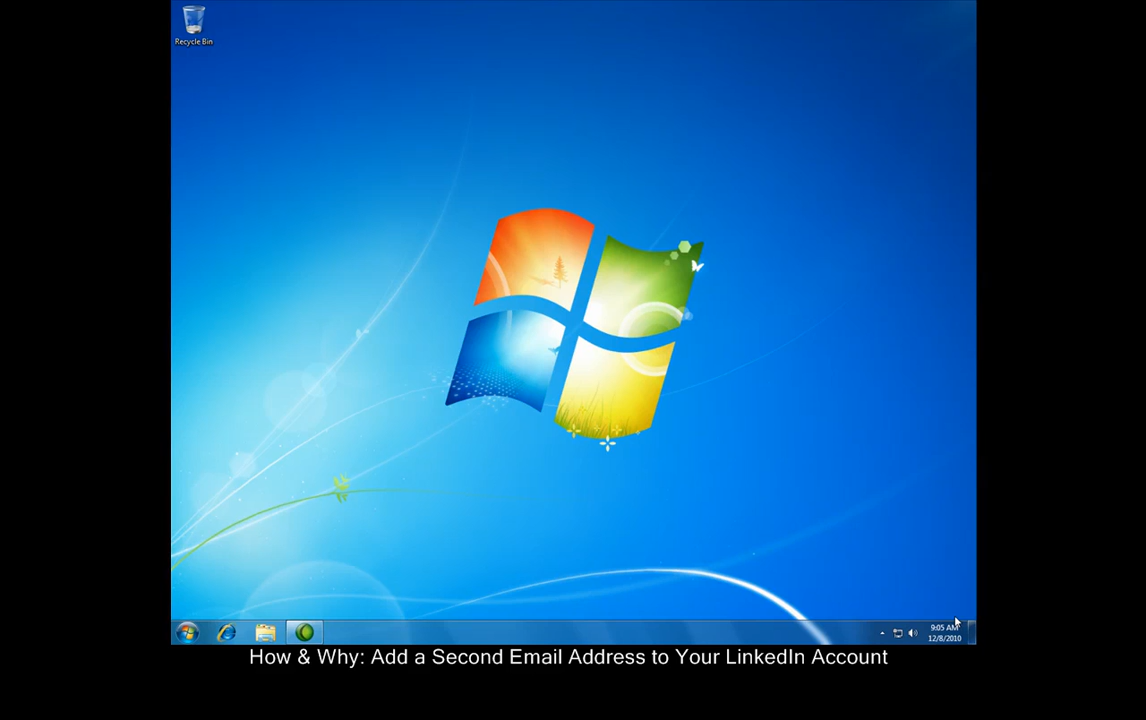 Recycle Bin
9:05 AM
12/8/2010
How & Why: Add a Second Email Address to Your LinkedIn Account